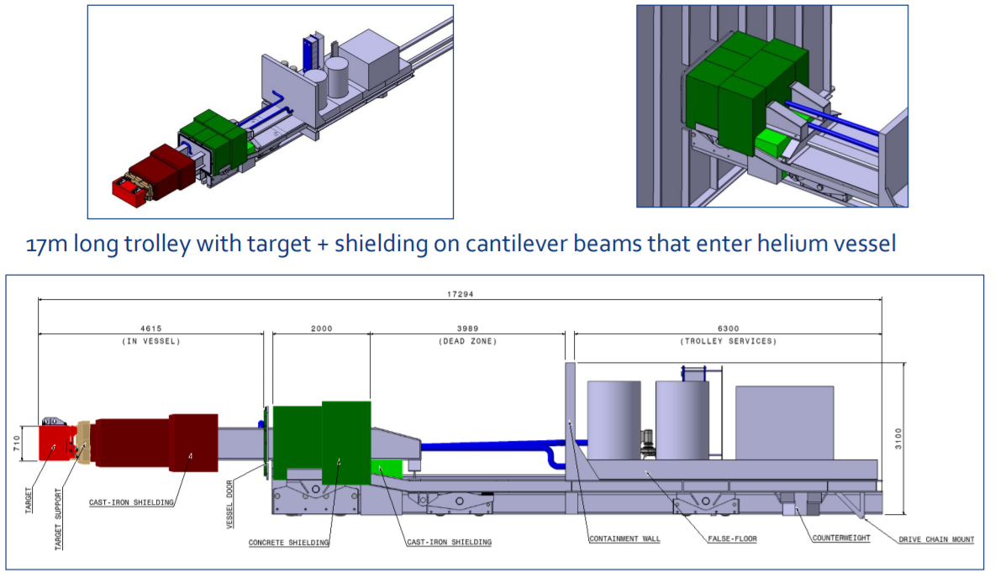 17m long trolley with target + shielding on cantilever beams that enter helium vessel
17294
4615
(IN VESSEL)
2000
3989
(DEAD ZONE)
6300
(TROLLEY SERVICES)
710
3100
TARGET
TARGET SUPPORT
CAST-IRON SHIELDING
VESSEL DOOR
CONCRETE SHIELDING
CAST-IRON SHIELDING
CONTAINMENT WALL
FALSE-FLOOR
COUNTERWEIGHT
DRIVE CHAIN MOUNT